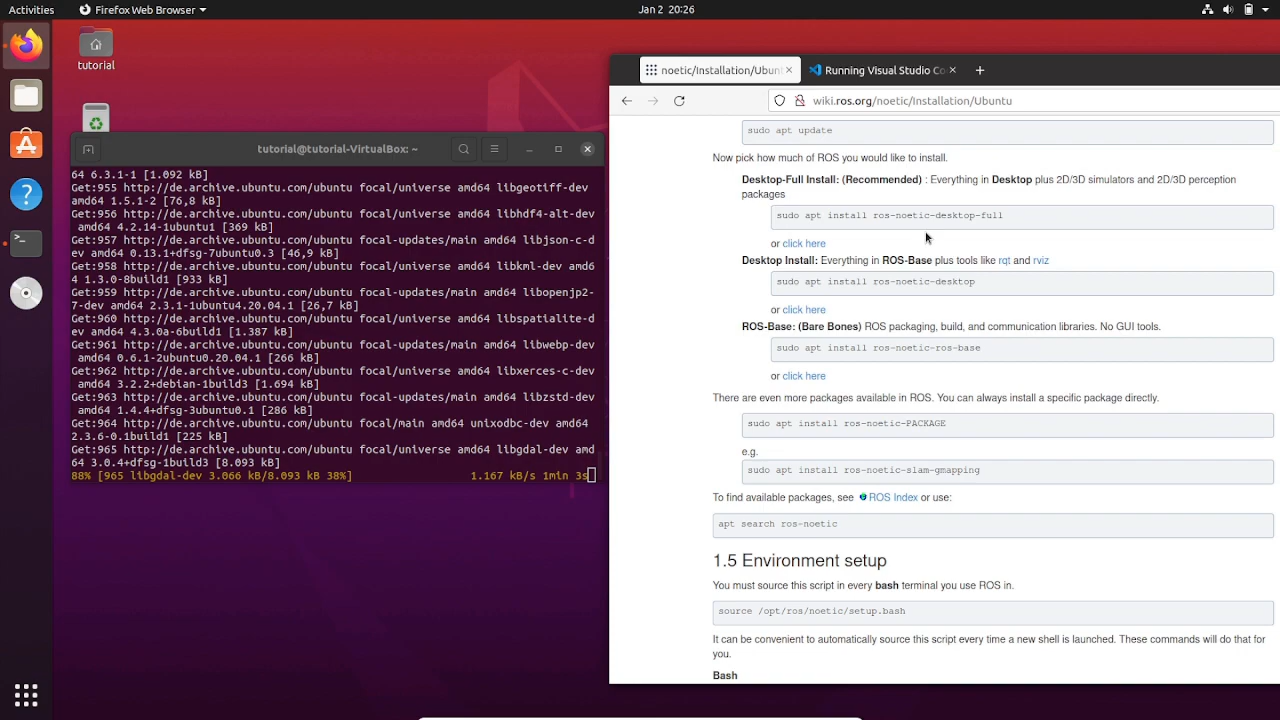 Activities
Firefox Web Browser
Jan 2 20:26
tutorial
tutorial@tutorial-VirtualBox: ~
64 6.3.1-1 [1.092 kB]
Get:955 http://de.archive.ubuntu.com/ubuntu focal/universe amd64 libgeotiff-dev
amd64 1.5.1-2 [76,8 kB]
Get:956 http://de.archive.ubuntu.com/ubuntu focal/universe amd64 libhdf4-alt-dev
amd64 4.2.14-1ubuntu1 [369 kB]
Get:957 http://de.archive.ubuntu.com/ubuntu focal-updates/main amd64 libjson-c-d
ev amd64 0.13.1+dfsg-7ubuntu0.3 [46,9 kB]
Get:958 http://de.archive.ubuntu.com/ubuntu focal/universe amd64 libkml-dev amd6
4 1.3.0-8build1 [933 kB]
Get:959 http://de.archive.ubuntu.com/ubuntu focal-updates/main amd64 libopenjp2-
7-dev amd64 2.3.1-1ubuntu4.20.04.1 [26,7 kB]
Get:960 http://de.archive.ubuntu.com/ubuntu focal/universe amd64 libspatialite-d
ev amd64 4.3.0a-6build1 [1.387 kB]
Get:961 http://de.archive.ubuntu.com/ubuntu focal-updates/main amd64 libwebp-dev
amd64 0.6.1-2ubuntu0.20.04.1 [266 kB]
Get:962 http://de.archive.ubuntu.com/ubuntu focal/universe amd64 libxerces-c-dev
amd64 3.2.2+debian-1build3 [1.694 kB]
Get:963 http://de.archive.ubuntu.com/ubuntu focal-updates/main amd64 libzstd-dev
amd64 1.4.4+dfsg-3ubuntu0.1 [286 kB]
Get:964 http://de.archive.ubuntu.com/ubuntu focal/main amd64 unixodbc-dev amd64
2.3.6-0.1build1 [225 kB]
Get:965 http://de.archive.ubuntu.com/ubuntu focal/universe amd64 libgdal-dev amd
64 3.0.4+dfsg-1build3 [8.093 kB]
88% [965 libgdal-dev 3.066 kB/8.093 kB 38%] 1.167 kB/s 1min 3s
noetic/Installation/Ubunt
Running Visual Studio Co
wiki.ros.org/noetic/Installation/Ubuntu
sudo apt update
Now pick how much of ROS you would like to install.
Desktop-Full Install: (Recommended) : Everything in Desktop plus 2D/3D simulators and 2D/3D perception
packages
sudo apt install ros-noetic-desktop-full
or click here
Desktop Install: Everything in ROS-Base plus tools like rqt and rviz
sudo apt install ros-noetic-desktop
or click here
ROS-Base: (Bare Bones) ROS packaging, build, and communication libraries. No GUI tools.
sudo apt install ros-noetic-ros-base
or click here
There are even more packages available in ROS. You can always install a specific package directly.
sudo apt install ros-noetic-PACKAGE
e.g.
sudo apt install ros-noetic-slam-gmapping
To find available packages, see ROS Index or use:
apt search ros-noetic
1.5 Environment setup
You must source this script in every bash terminal you use ROS in.
source /opt/ros/noetic/setup.bash
It can be convenient to automatically source this script every time a new shell is launched. These commands will do that for
you.
Bash